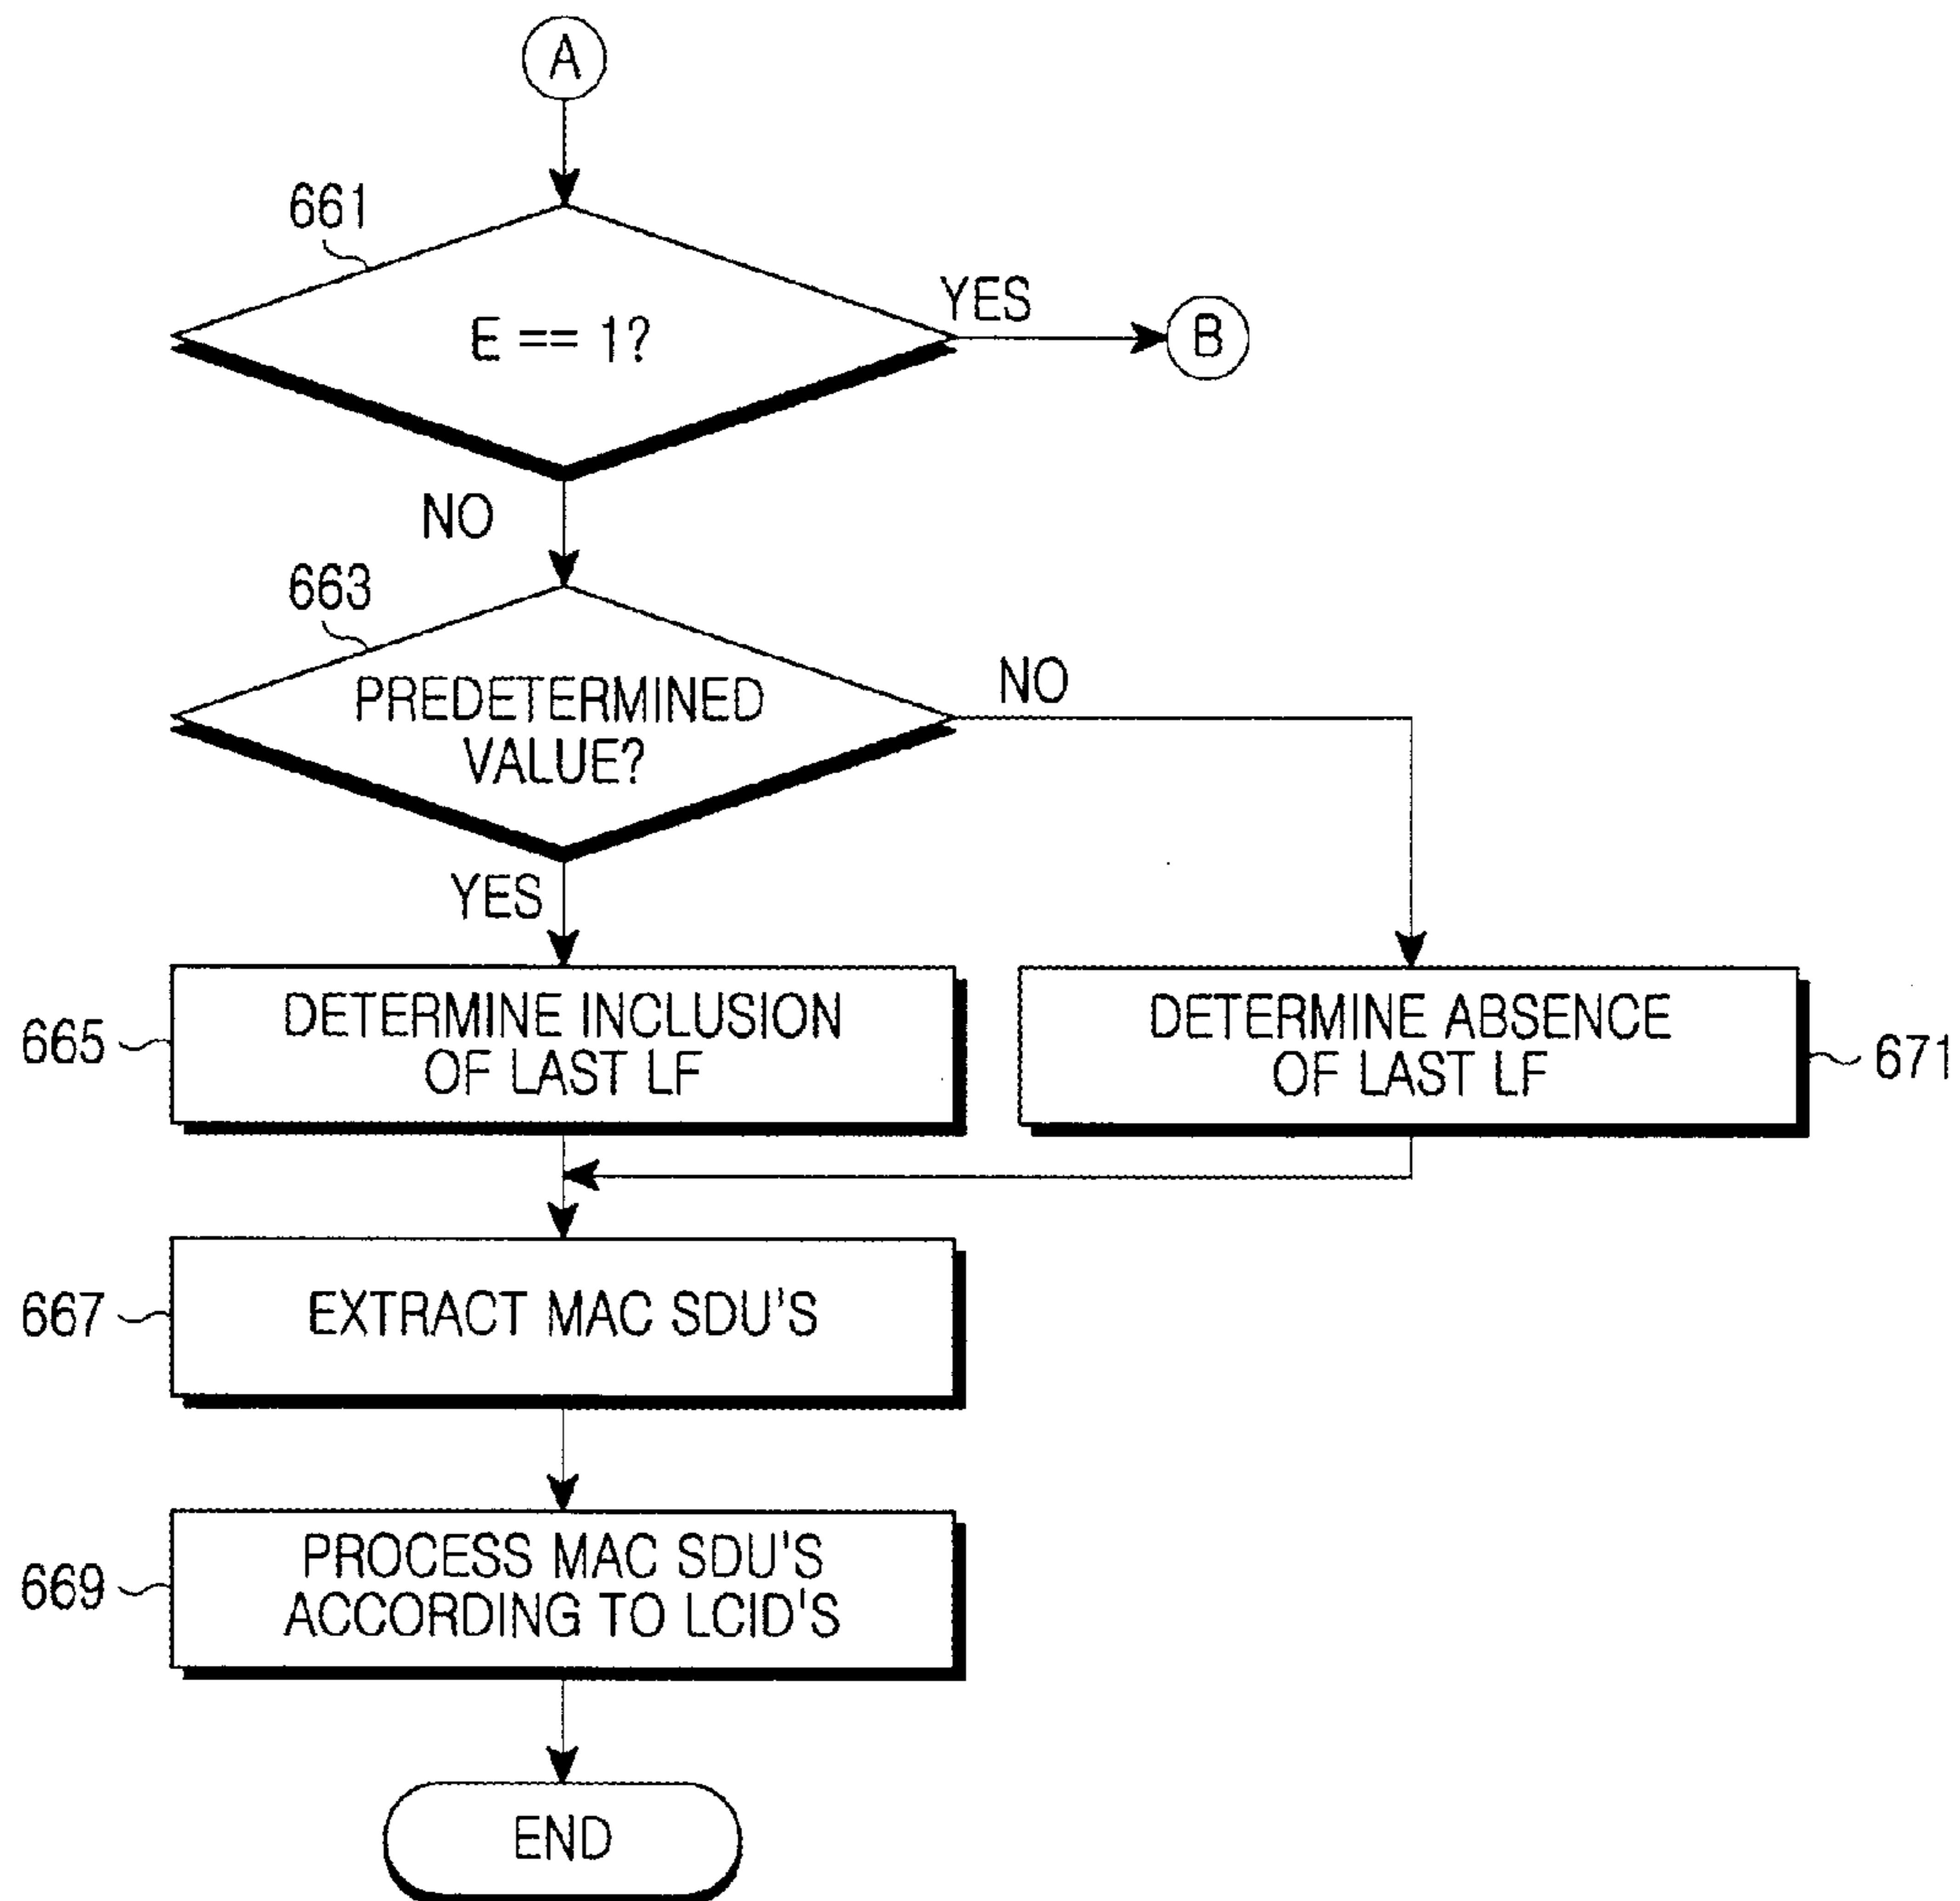 A
661
E == 1?
YES
B
NO
663
PREDETERMINED
VALUE?
NO
YES
665
DETERMINE INCLUSION
OF LAST LF
DETERMINE ABSENCE
OF LAST LF
671
667
EXTRACT MAC SDU'S
669
PROCESS MAC SDU'S
ACCORDING TO LCID'S
END